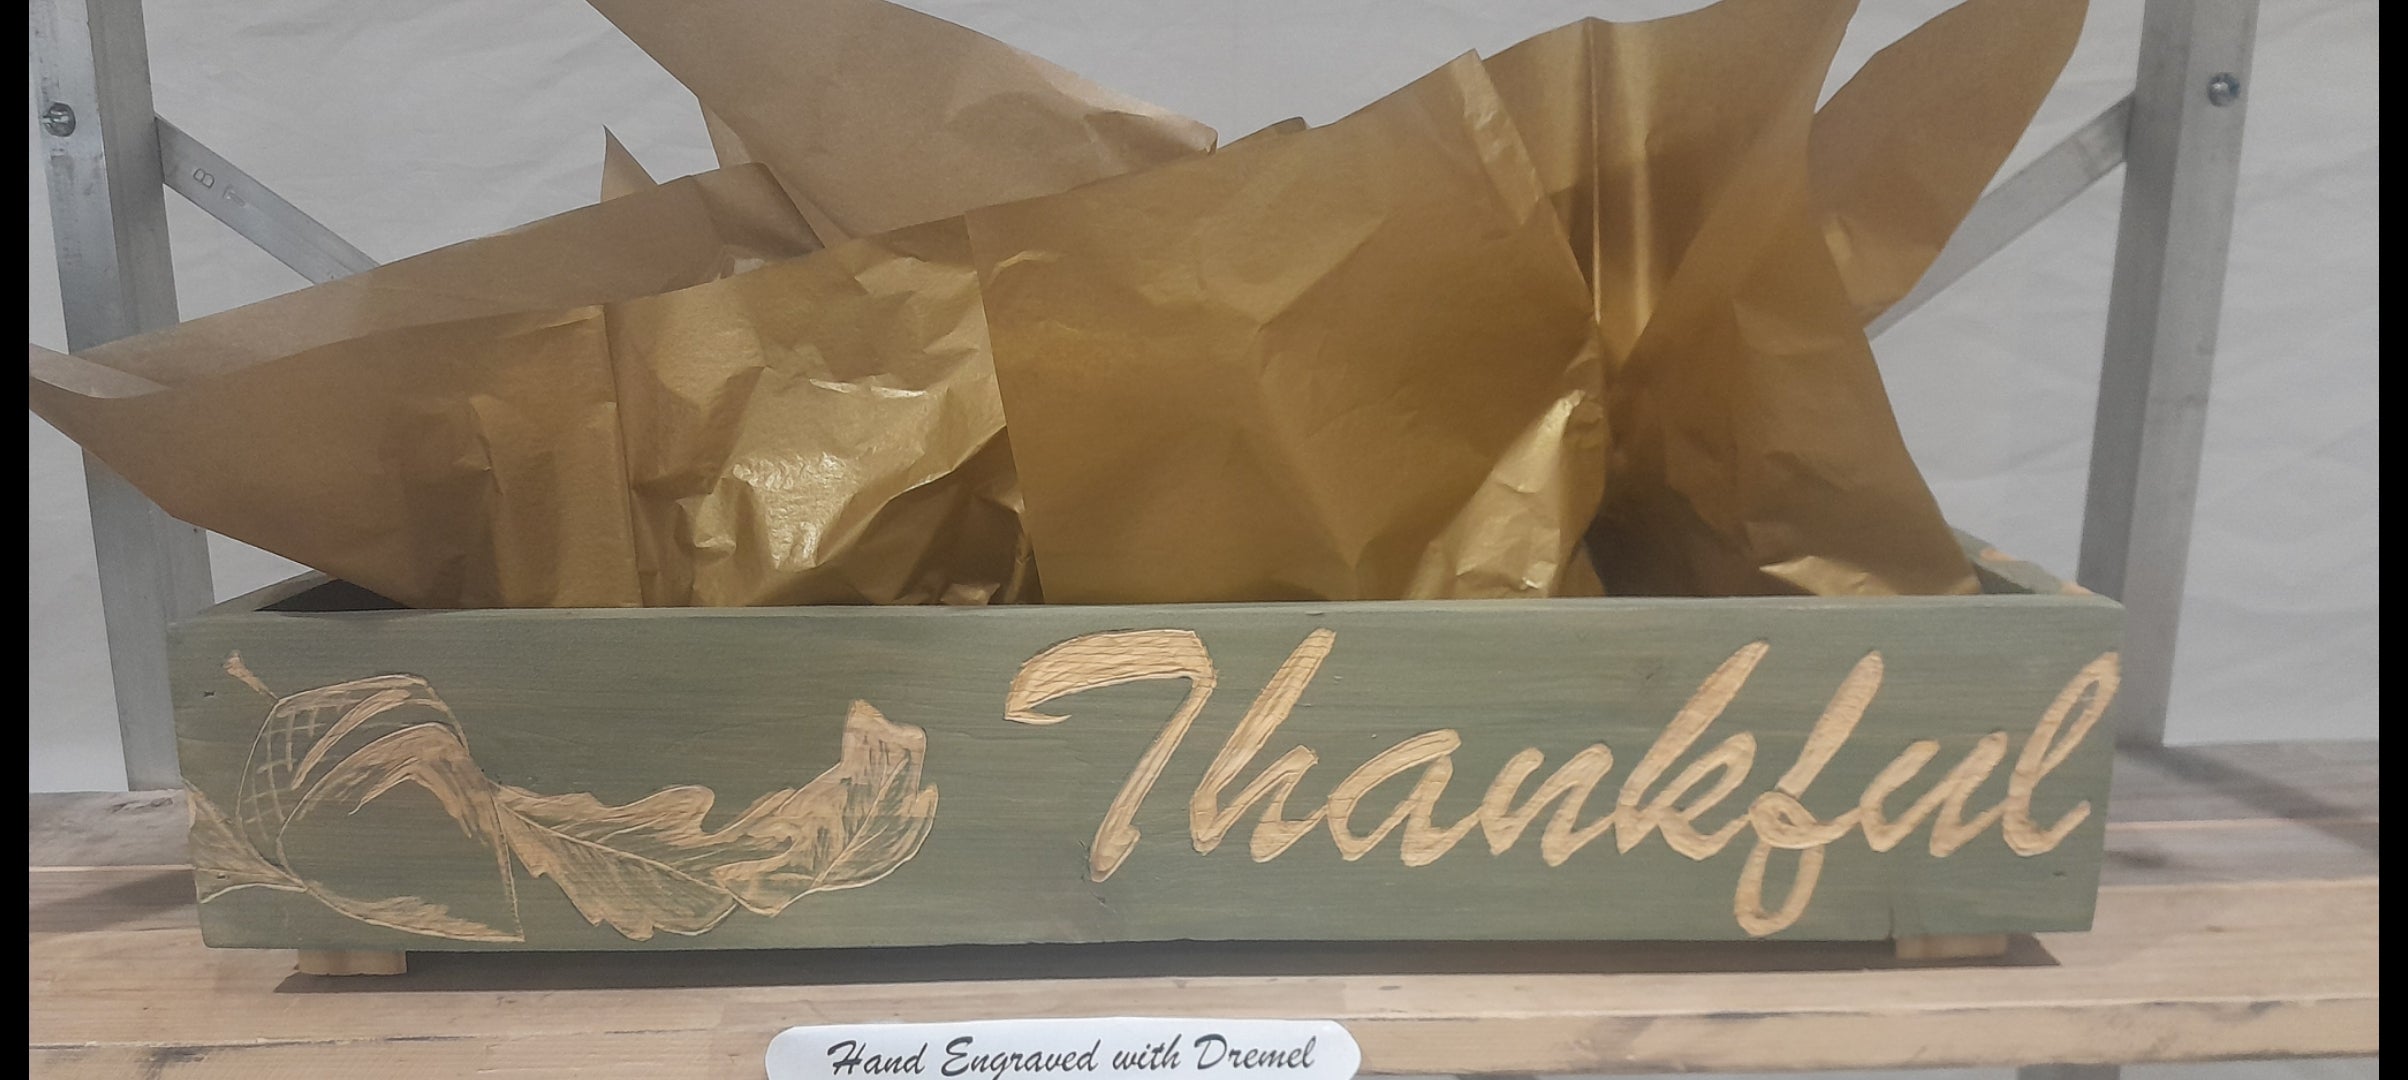 Thankful
Hand Engraved with Dremel